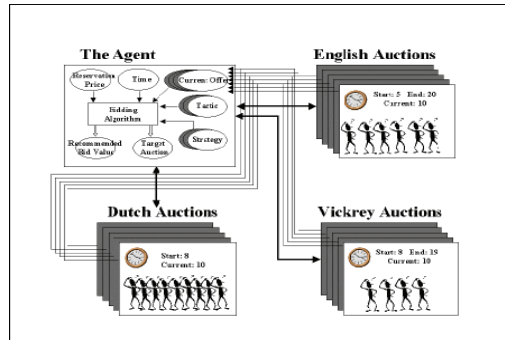 The Agent
English Auctions
Reservation
Price
Time
Current Offer
Bidding
Algorithm
Tactic
Recommended
Bid Value
Target
Auction
Strategy
Start: 5 End: 20
Current: 10
Dutch Auctions
Vickrey Auctions
Start: 8
Current: 10
Start: 8 End: 19
Current: 10